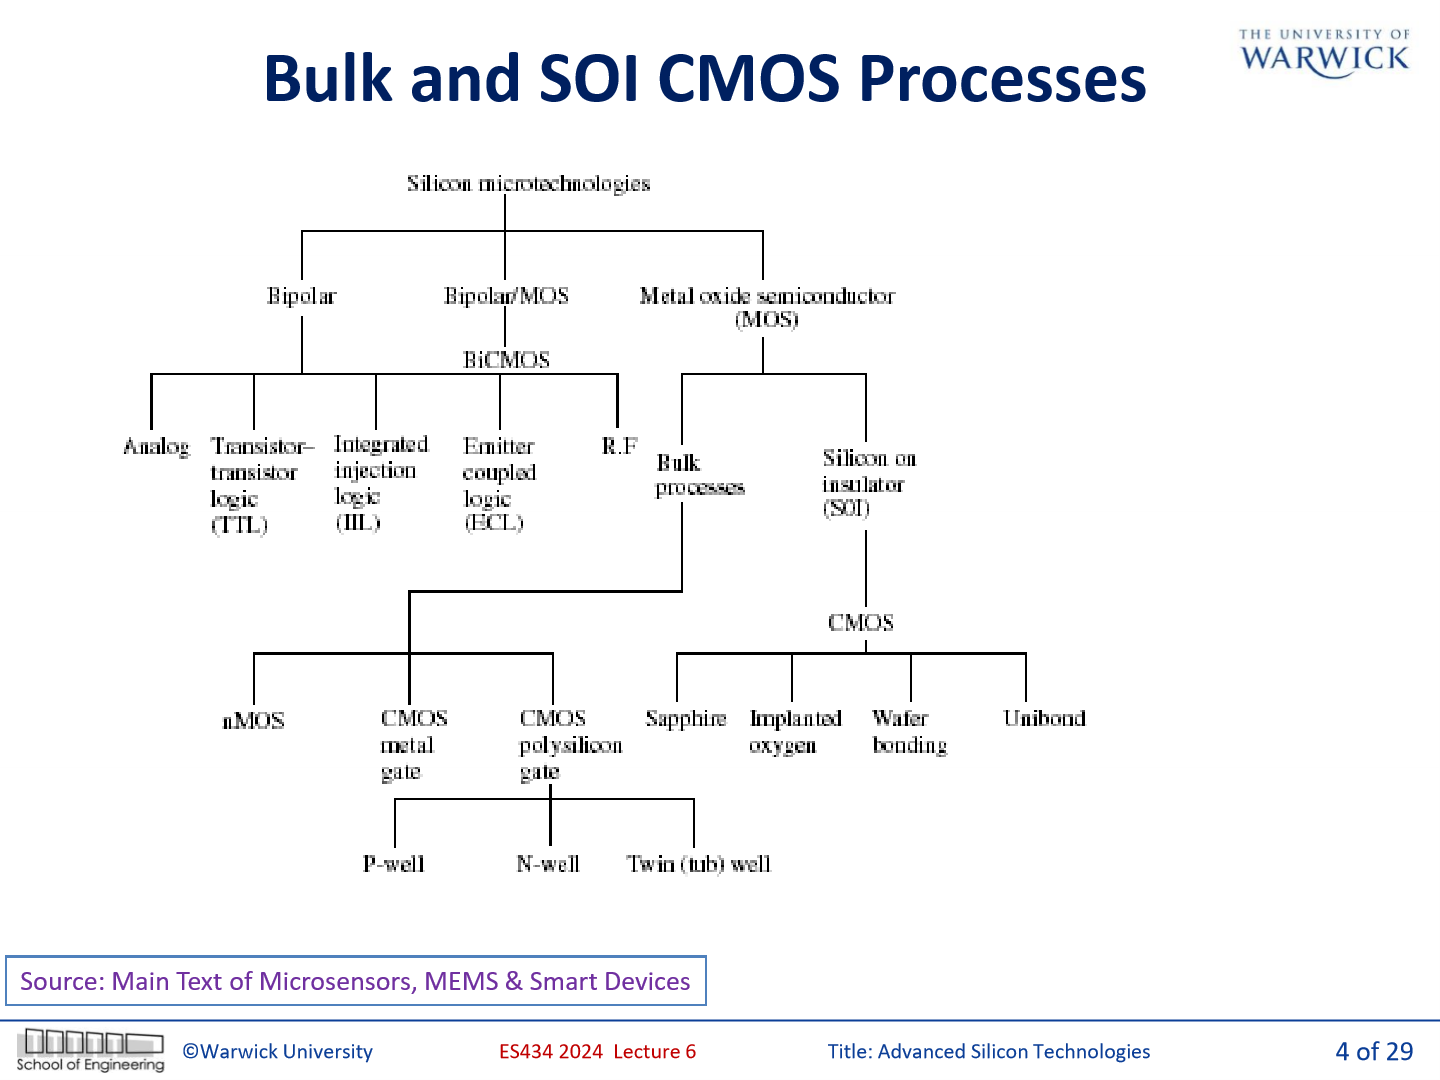 THE UNIVERSITY OF
WARWICK
Bulk and SOI CMOS Processes
Silicon microtechnologies
Bipolar
Bipolar/MOS
Metal oxide semiconductor
(MOS)
BiCMOS
Analog
Transistor–
transistor
logic
(TTL)
Integrated
injection
logic
(IIL)
Emitter
coupled
logic
(ECL)
R.F
Bulk
processes
Silicon on
insulator
(SOI)
CMOS
nMOS
CMOS
metal
gate
CMOS
polysilicon
gate
Sapphire
Implanted
oxygen
Wafer
bonding
Unibond
P-well
N-well
Twin (tub) well
Source: Main Text of Microsensors, MEMS & Smart Devices
School of Engineering
©Warwick University
ES434 2024 Lecture 6
Title: Advanced Silicon Technologies
4 of 29